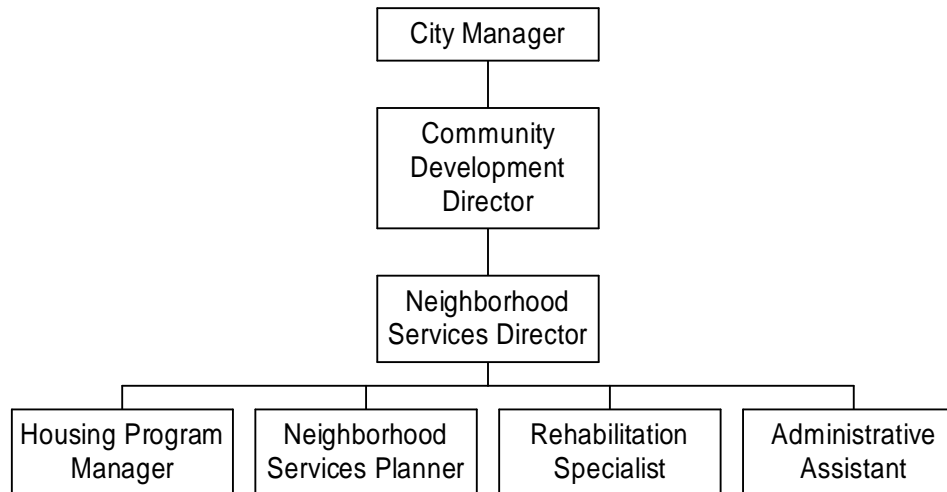 City Manager
Community
Development
Director
Neighborhood
Services Director
Housing Program
Manager
Neighborhood
Services Planner
Rehabilitation
Specialist
Administrative
Assistant